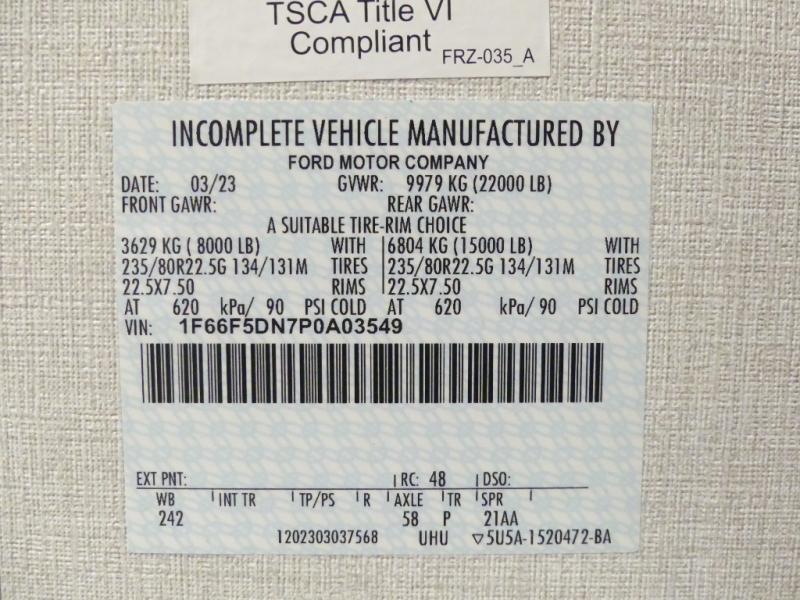 TSCA Title VI
Compliant
FRZ-035_A
INCOMPLETE VEHICLE MANUFACTURED BY
FORD MOTOR COMPANY
DATE: 03/23 GVWR: 9979 KG (22000 LB)
FRONT GAWR: REAR GAWR:
A SUITABLE TIRE-RIM CHOICE
3629 KG ( 8000 LB) WITH 6804 KG (15000 LB) WITH
235/80R22.5G 134/131M TIRES 235/80R22.5G 134/131M TIRES
22.5X7.50 RIMS 22.5X7.50 RIMS
AT 620 kPa/ 90 PSI COLD AT 620 kPa/ 90 PSI COLD
VIN: 1F66F5DN7P0A03549
EXT PNT: RC: 48 DSO:
WB INT TR TP/PS R AXLE TR SPR
242 58 P 21AA
1202303037568 UHU ▽5U5A-1520472-BA